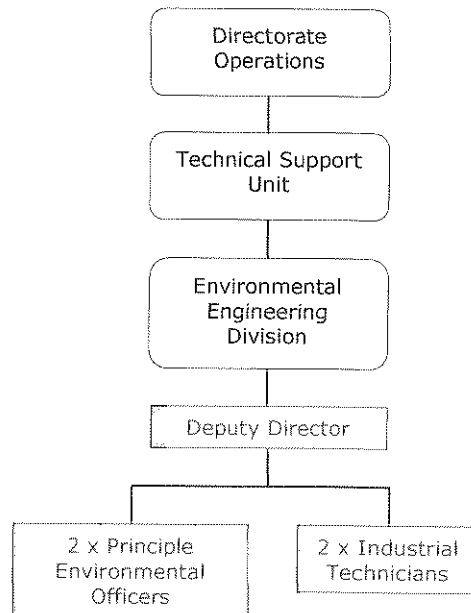 Directorate
Operations
Technical Support
Unit
Environmental
Engineering
Division
Deputy Director
2 x Principle
Environmental
Officers
2 x Industrial
Technicians